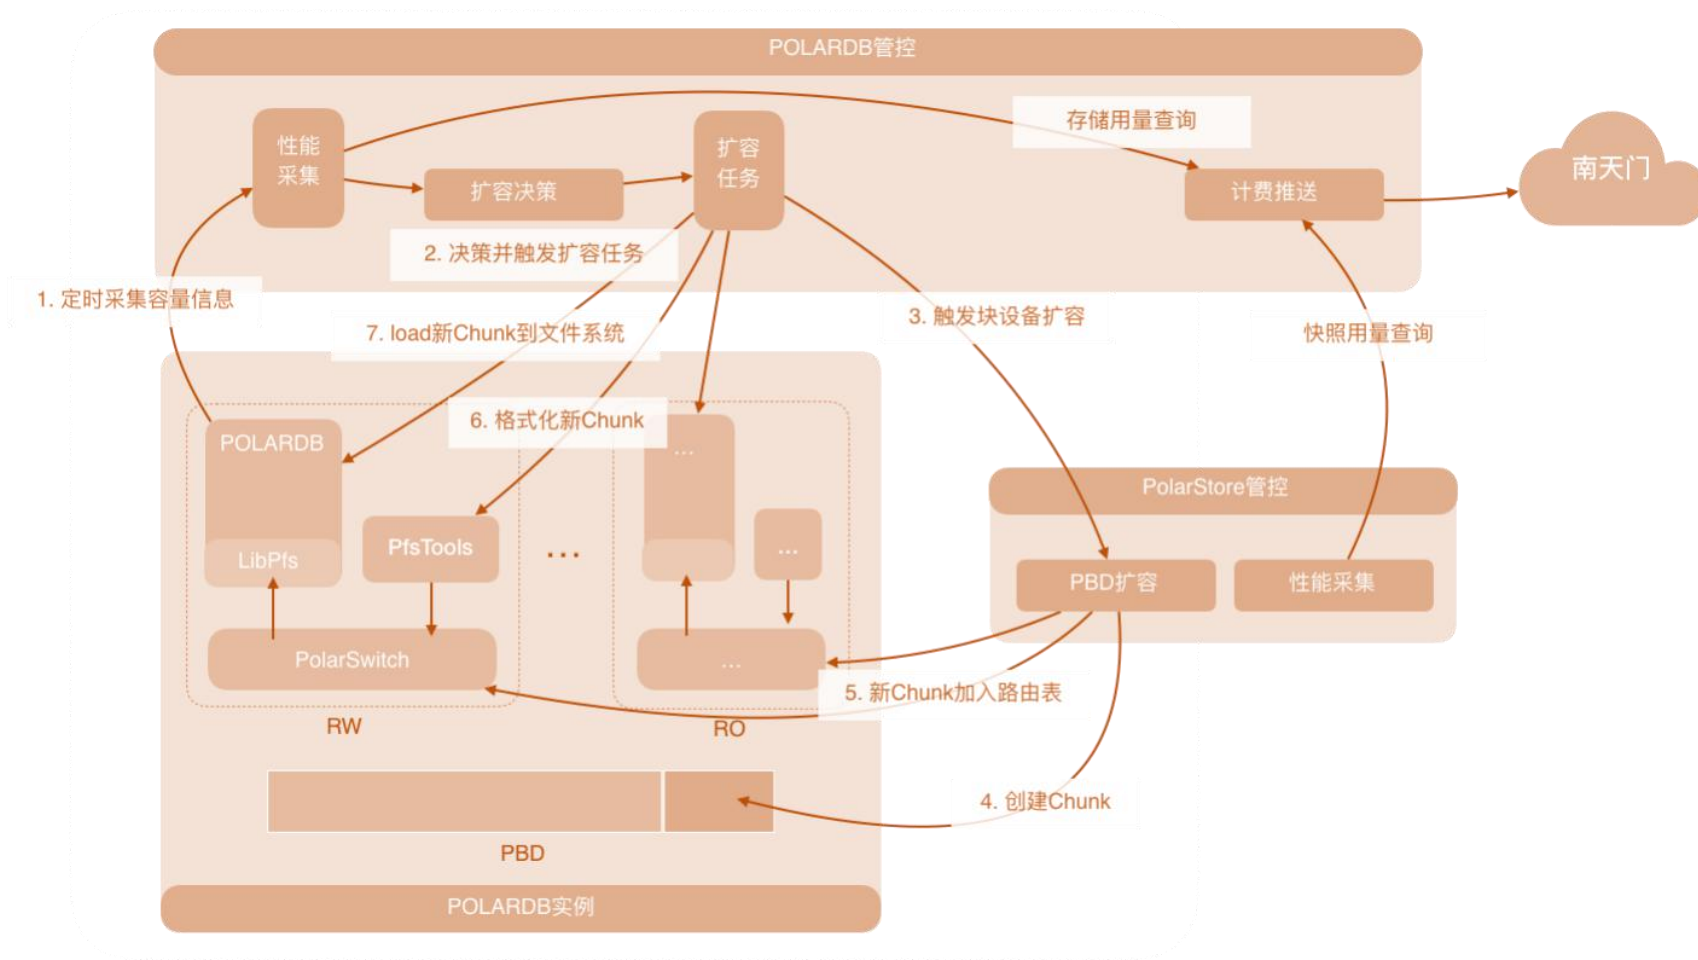 POLARDB管控
性能
采集
扩容决策
扩容
任务
存储用量查询
计费推送
南天门
2. 决策并触发扩容任务
1. 定时采集容量信息
7. load新Chunk到文件系统
3. 触发块设备扩容
快照用量查询
6. 格式化新Chunk
POLARDB
LibPfs
PfsTools
...
...
...
PolarSwitch
...
RW
RO
PolarStore管控
PBD扩容
性能采集
5. 新Chunk加入路由表
4. 创建Chunk
PBD
POLARDB实例